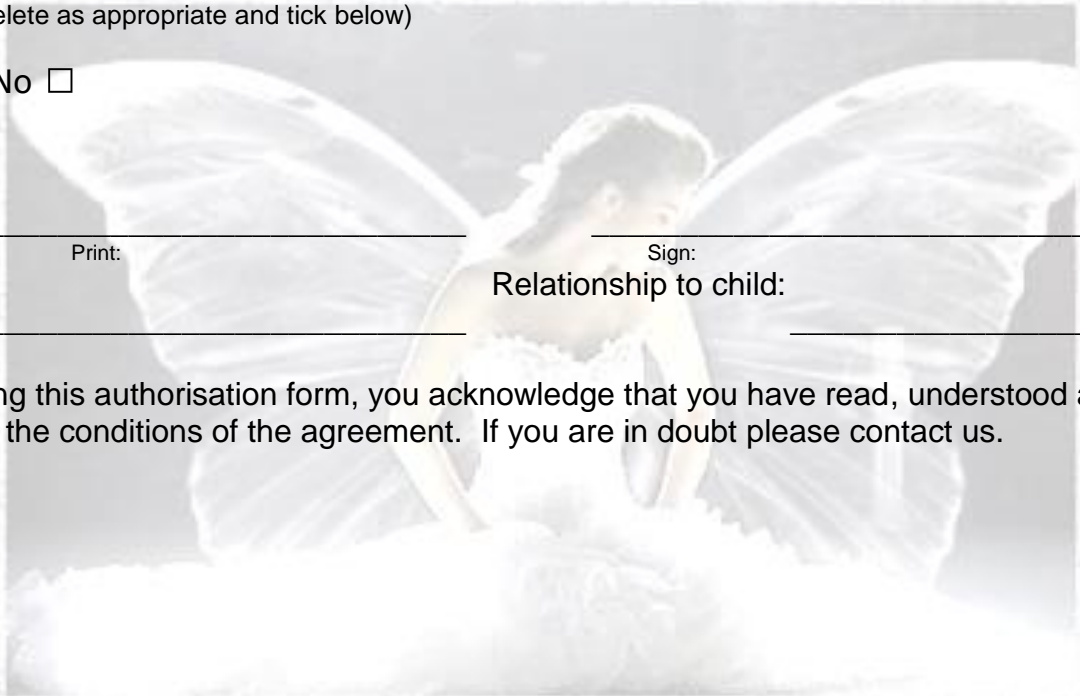 elete as appropriate and tick below)
No ☐
Print: Sign:
Relationship to child:
ng this authorisation form, you acknowledge that you have read, understood a
the conditions of the agreement. If you are in doubt please contact us.